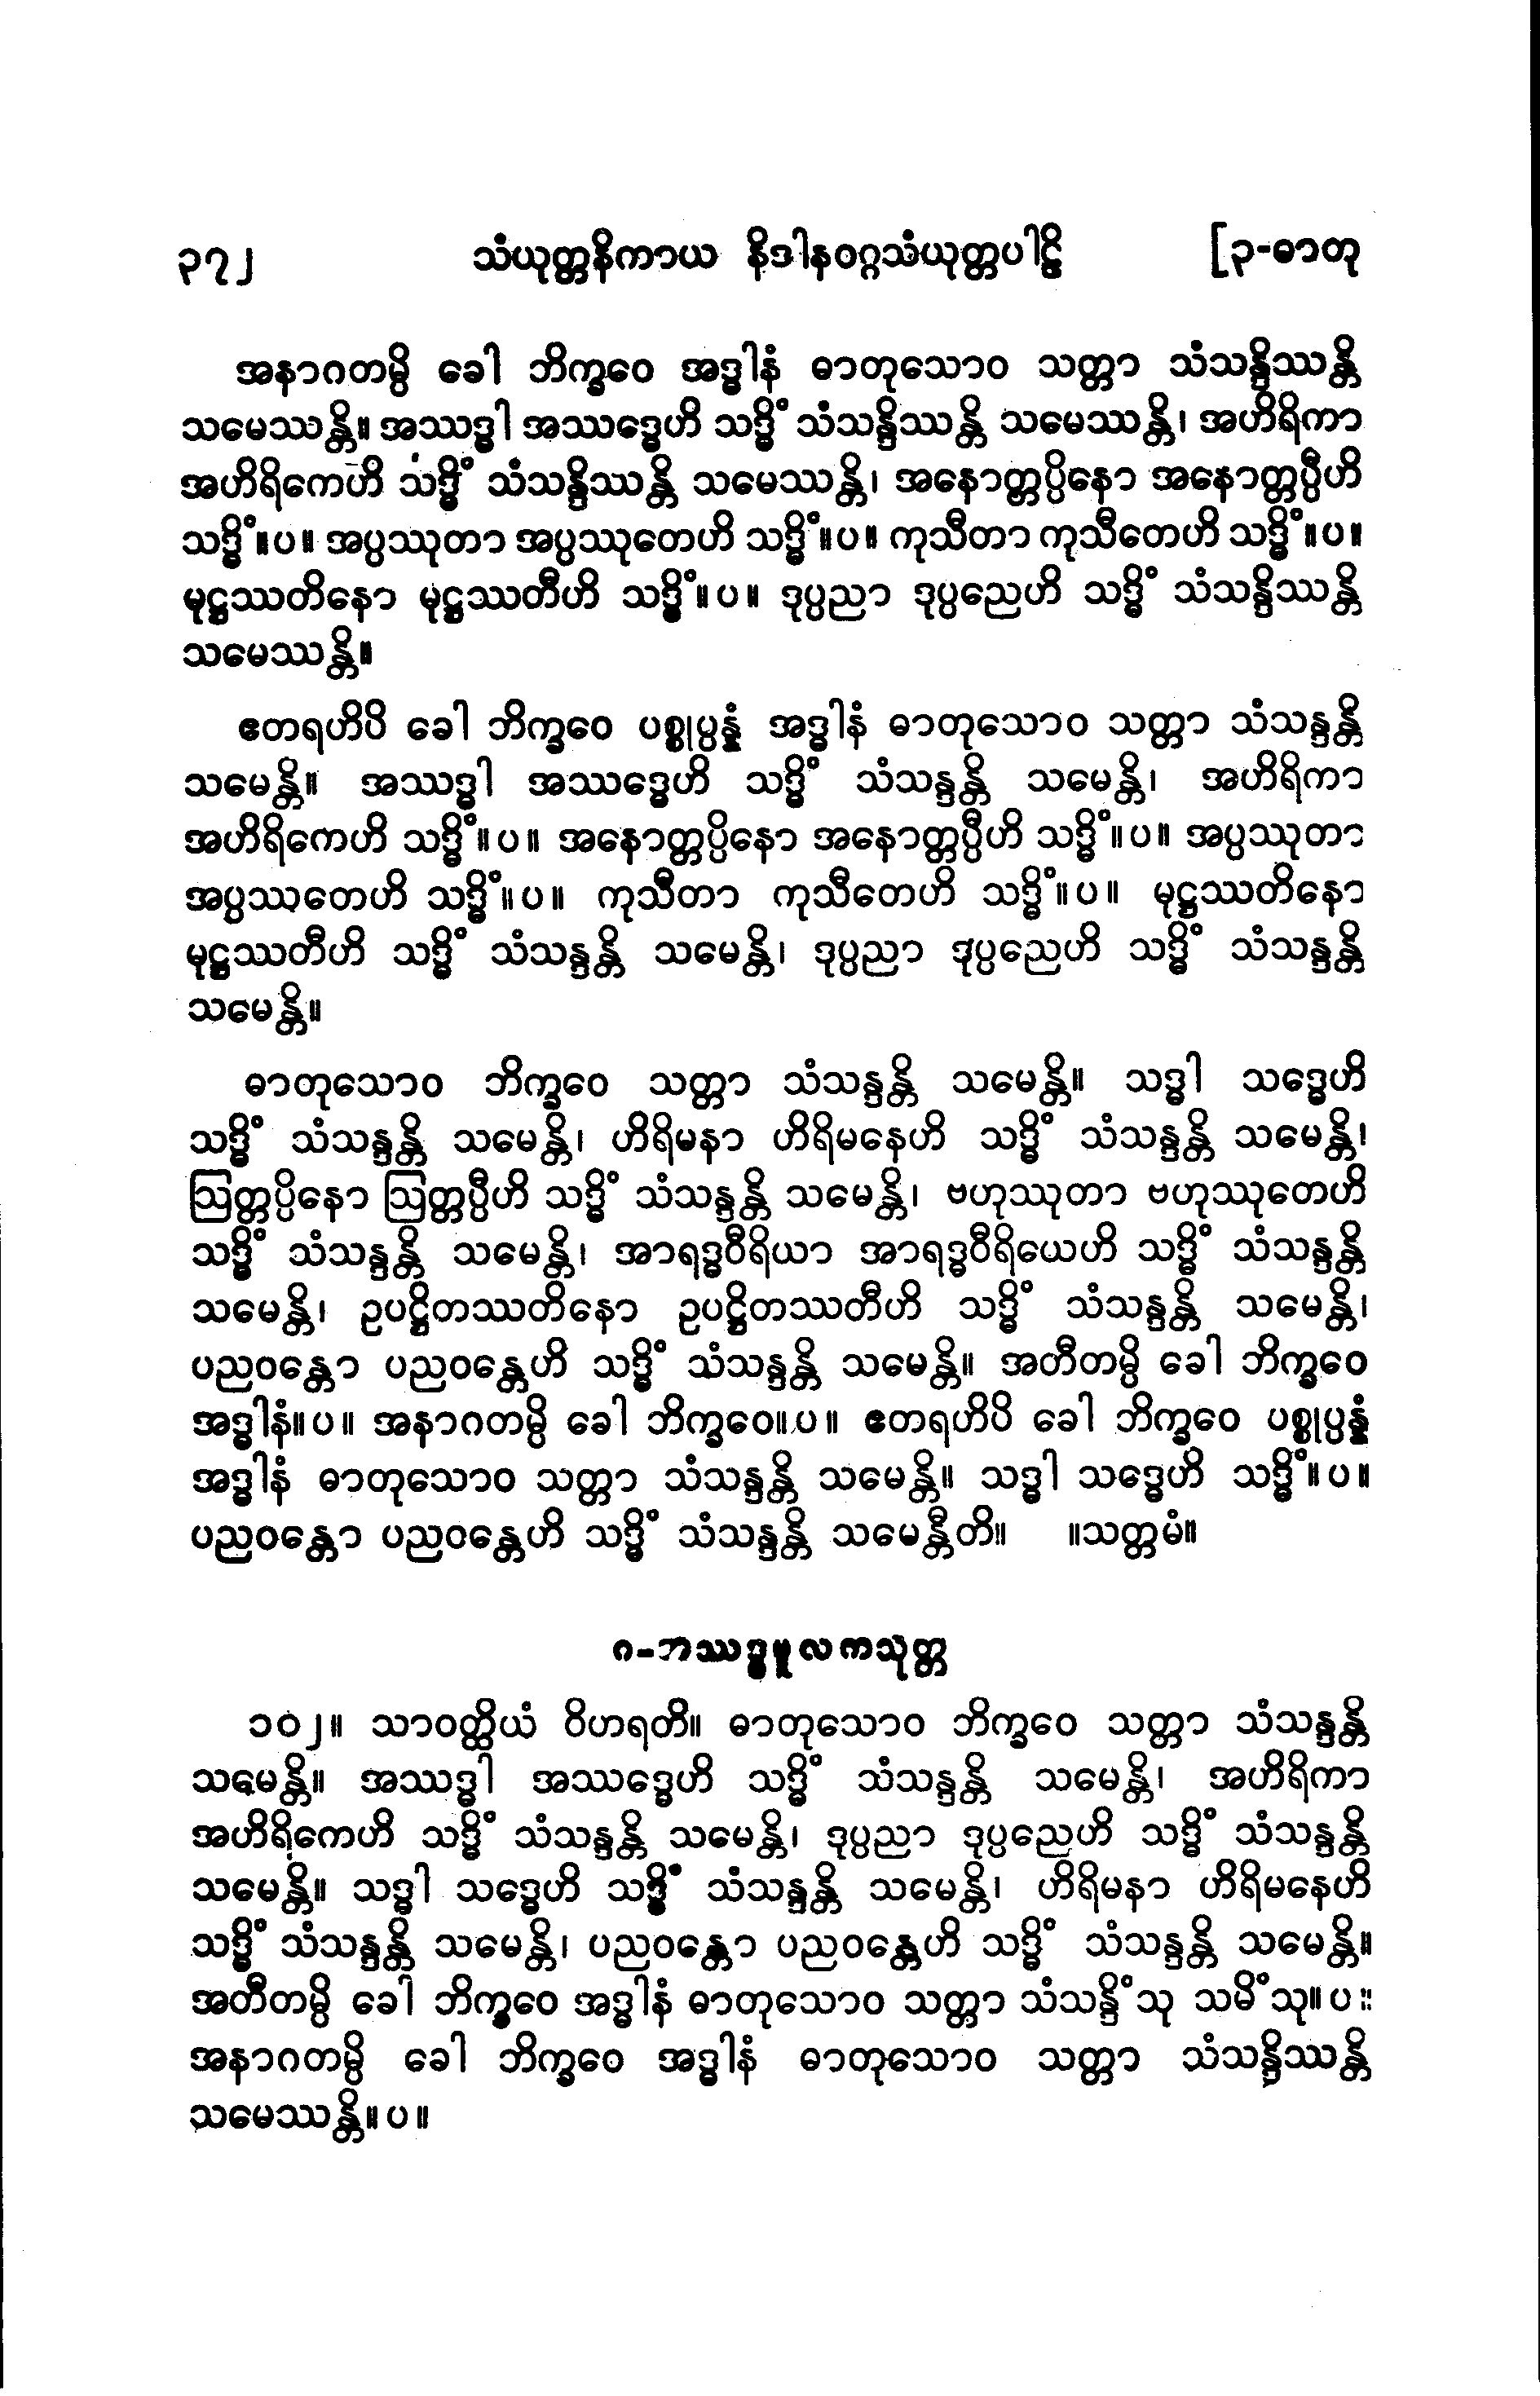 ၃၇၂ သံယုတ္တနိကာယ နိဒါနဝဂ္ဂသံယုတ္တပါဠိ [၃-ဓာတု
အနာဂတမ္ပိ ခေါ ဘိက္ခဝေ အဒ္ဓါနံ ဓာတုသောဝ သတ္တာ သံသန္ဒိဿန္တိ
သမေဿန္တိ။ အဿဒ္ဓါ အဿဒ္ဓေဟိ သဒ္ဓိံ သံသန္ဒိဿန္တိ သမေဿန္တိ၊ အဟိရိကာ
အဟိရိကေဟိ သဒ္ဓိံ သံသန္ဒိဿန္တိ သမေဿန္တိ၊ အနောတ္တပ္ပိနော အနောတ္တပ္ပီဟိ
သဒ္ဓိံ။ပ။ အပ္ပဿုတာ အပ္ပဿုတေဟိ သဒ္ဓိံ။ပ။ ကုသီတာ ကုသီတေဟိ သဒ္ဓိံ။ပ။
မုဋ္ဌဿတိနော မုဋ္ဌဿတီဟိ သဒ္ဓိံ။ပ။ ဒုပ္ပညာ ဒုပ္ပညေဟိ သဒ္ဓိံ သံသန္ဒိဿန္တိ
သမေဿန္တိ။
ဧတရဟိပိ ခေါ ဘိက္ခဝေ ပစ္စုပ္ပန္နံ အဒ္ဓါနံ ဓာတုသောဝ သတ္တာ သံသန္ဒန္တိ
သမေန္တိ။ အဿဒ္ဓါ အဿဒ္ဓေဟိ သဒ္ဓိံ သံသန္ဒန္တိ သမေန္တိ၊ အဟိရိကာ
အဟိရိကေဟိ သဒ္ဓိံ။ပ။ အနောတ္တပ္ပိနော အနောတ္တပ္ပီဟိ သဒ္ဓိံ။ပ။ အပ္ပဿုတာ
အပ္ပဿုတေဟိ သဒ္ဓိံ။ပ။ ကုသီတာ ကုသီတေဟိ သဒ္ဓိံ။ပ။ မုဋ္ဌဿတိနော
မုဋ္ဌဿတီဟိ သဒ္ဓိံ သံသန္ဒန္တိ သမေန္တိ၊ ဒုပ္ပညာ ဒုပ္ပညေဟိ သဒ္ဓိံ သံသန္ဒန္တိ
သမေန္တိ။
ဓာတုသောဝ ဘိက္ခဝေ သတ္တာ သံသန္ဒန္တိ သမေန္တိ။ သဒ္ဓါ သဒ္ဓေဟိ
သဒ္ဓိံ သံသန္ဒန္တိ သမေန္တိ၊ ဟိရိမနာ ဟိရိမနေဟိ သဒ္ဓိံ သံသန္ဒန္တိ သမေန္တိ၊
ဩတ္တပ္ပိနော ဩတ္တပ္ပီဟိ သဒ္ဓိံ သံသန္ဒန္တိ သမေန္တိ၊ ဗဟုဿုတာ ဗဟုဿုတေဟိ
သဒ္ဓိံ သံသန္ဒန္တိ သမေန္တိ၊ အာရဒ္ဓဝီရိယာ အာရဒ္ဓဝီရိယေဟိ သဒ္ဓိံ သံသန္ဒန္တိ
သမေန္တိ၊ ဥပဋ္ဌိတဿတိနော ဥပဋ္ဌိတဿတီဟိ သဒ္ဓိံ သံသန္ဒန္တိ သမေန္တိ၊
ပညဝန္တော ပညဝန္တေဟိ သဒ္ဓိံ သံသန္ဒန္တိ သမေန္တိ။ အတီတမ္ပိ ခေါ ဘိက္ခဝေ
အဒ္ဓါနံ။ပ။ အနာဂတမ္ပိ ခေါ ဘိက္ခဝေ။ပ။ ဧတရဟိပိ ခေါ ဘိက္ခဝေ ပစ္စုပ္ပန္နံ
အဒ္ဓါနံ ဓာတုသောဝ သတ္တာ သံသန္ဒန္တိ သမေန္တိ။ သဒ္ဓါ သဒ္ဓေဟိ သဒ္ဓိံ။ပ။
ပညဝန္တော ပညဝန္တေဟိ သဒ္ဓိံ သံသန္ဒန္တိ သမေန္တီတိ။ ။သတ္တမံ။
၈-အဿဒ္ဓမူလကသုတ္တ
၁၀၂။ သာဝတ္ထိယံ ဝိဟရတိ။ ဓာတုသောဝ ဘိက္ခဝေ သတ္တာ သံသန္ဒန္တိ
သမေန္တိ။ အဿဒ္ဓါ အဿဒ္ဓေဟိ သဒ္ဓိံ သံသန္ဒန္တိ သမေန္တိ၊ အဟိရိကာ
အဟိရိကေဟိ သဒ္ဓိံ သံသန္ဒန္တိ သမေန္တိ၊ ဒုပ္ပညာ ဒုပ္ပညေဟိ သဒ္ဓိံ သံသန္ဒန္တိ
သမေန္တိ။ သဒ္ဓါ သဒ္ဓေဟိ သဒ္ဓိံ သံသန္ဒန္တိ သမေန္တိ၊ ဟိရိမနာ ဟိရိမနေဟိ
သဒ္ဓိံ သံသန္ဒန္တိ သမေန္တိ၊ ပညဝန္တော ပညဝန္တေဟိ သဒ္ဓိံ သံသန္ဒန္တိ သမေန္တိ။
အတီတမ္ပိ ခေါ ဘိက္ခဝေ အဒ္ဓါနံ ဓာတုသောဝ သတ္တာ သံသန္ဒိံသု သမိံသု။ပ။
အနာဂတမ္ပိ ခေါ ဘိက္ခဝေ အဒ္ဓါနံ ဓာတုသောဝ သတ္တာ သံသန္ဒိဿန္တိ
သမေဿန္တိ။ပ။